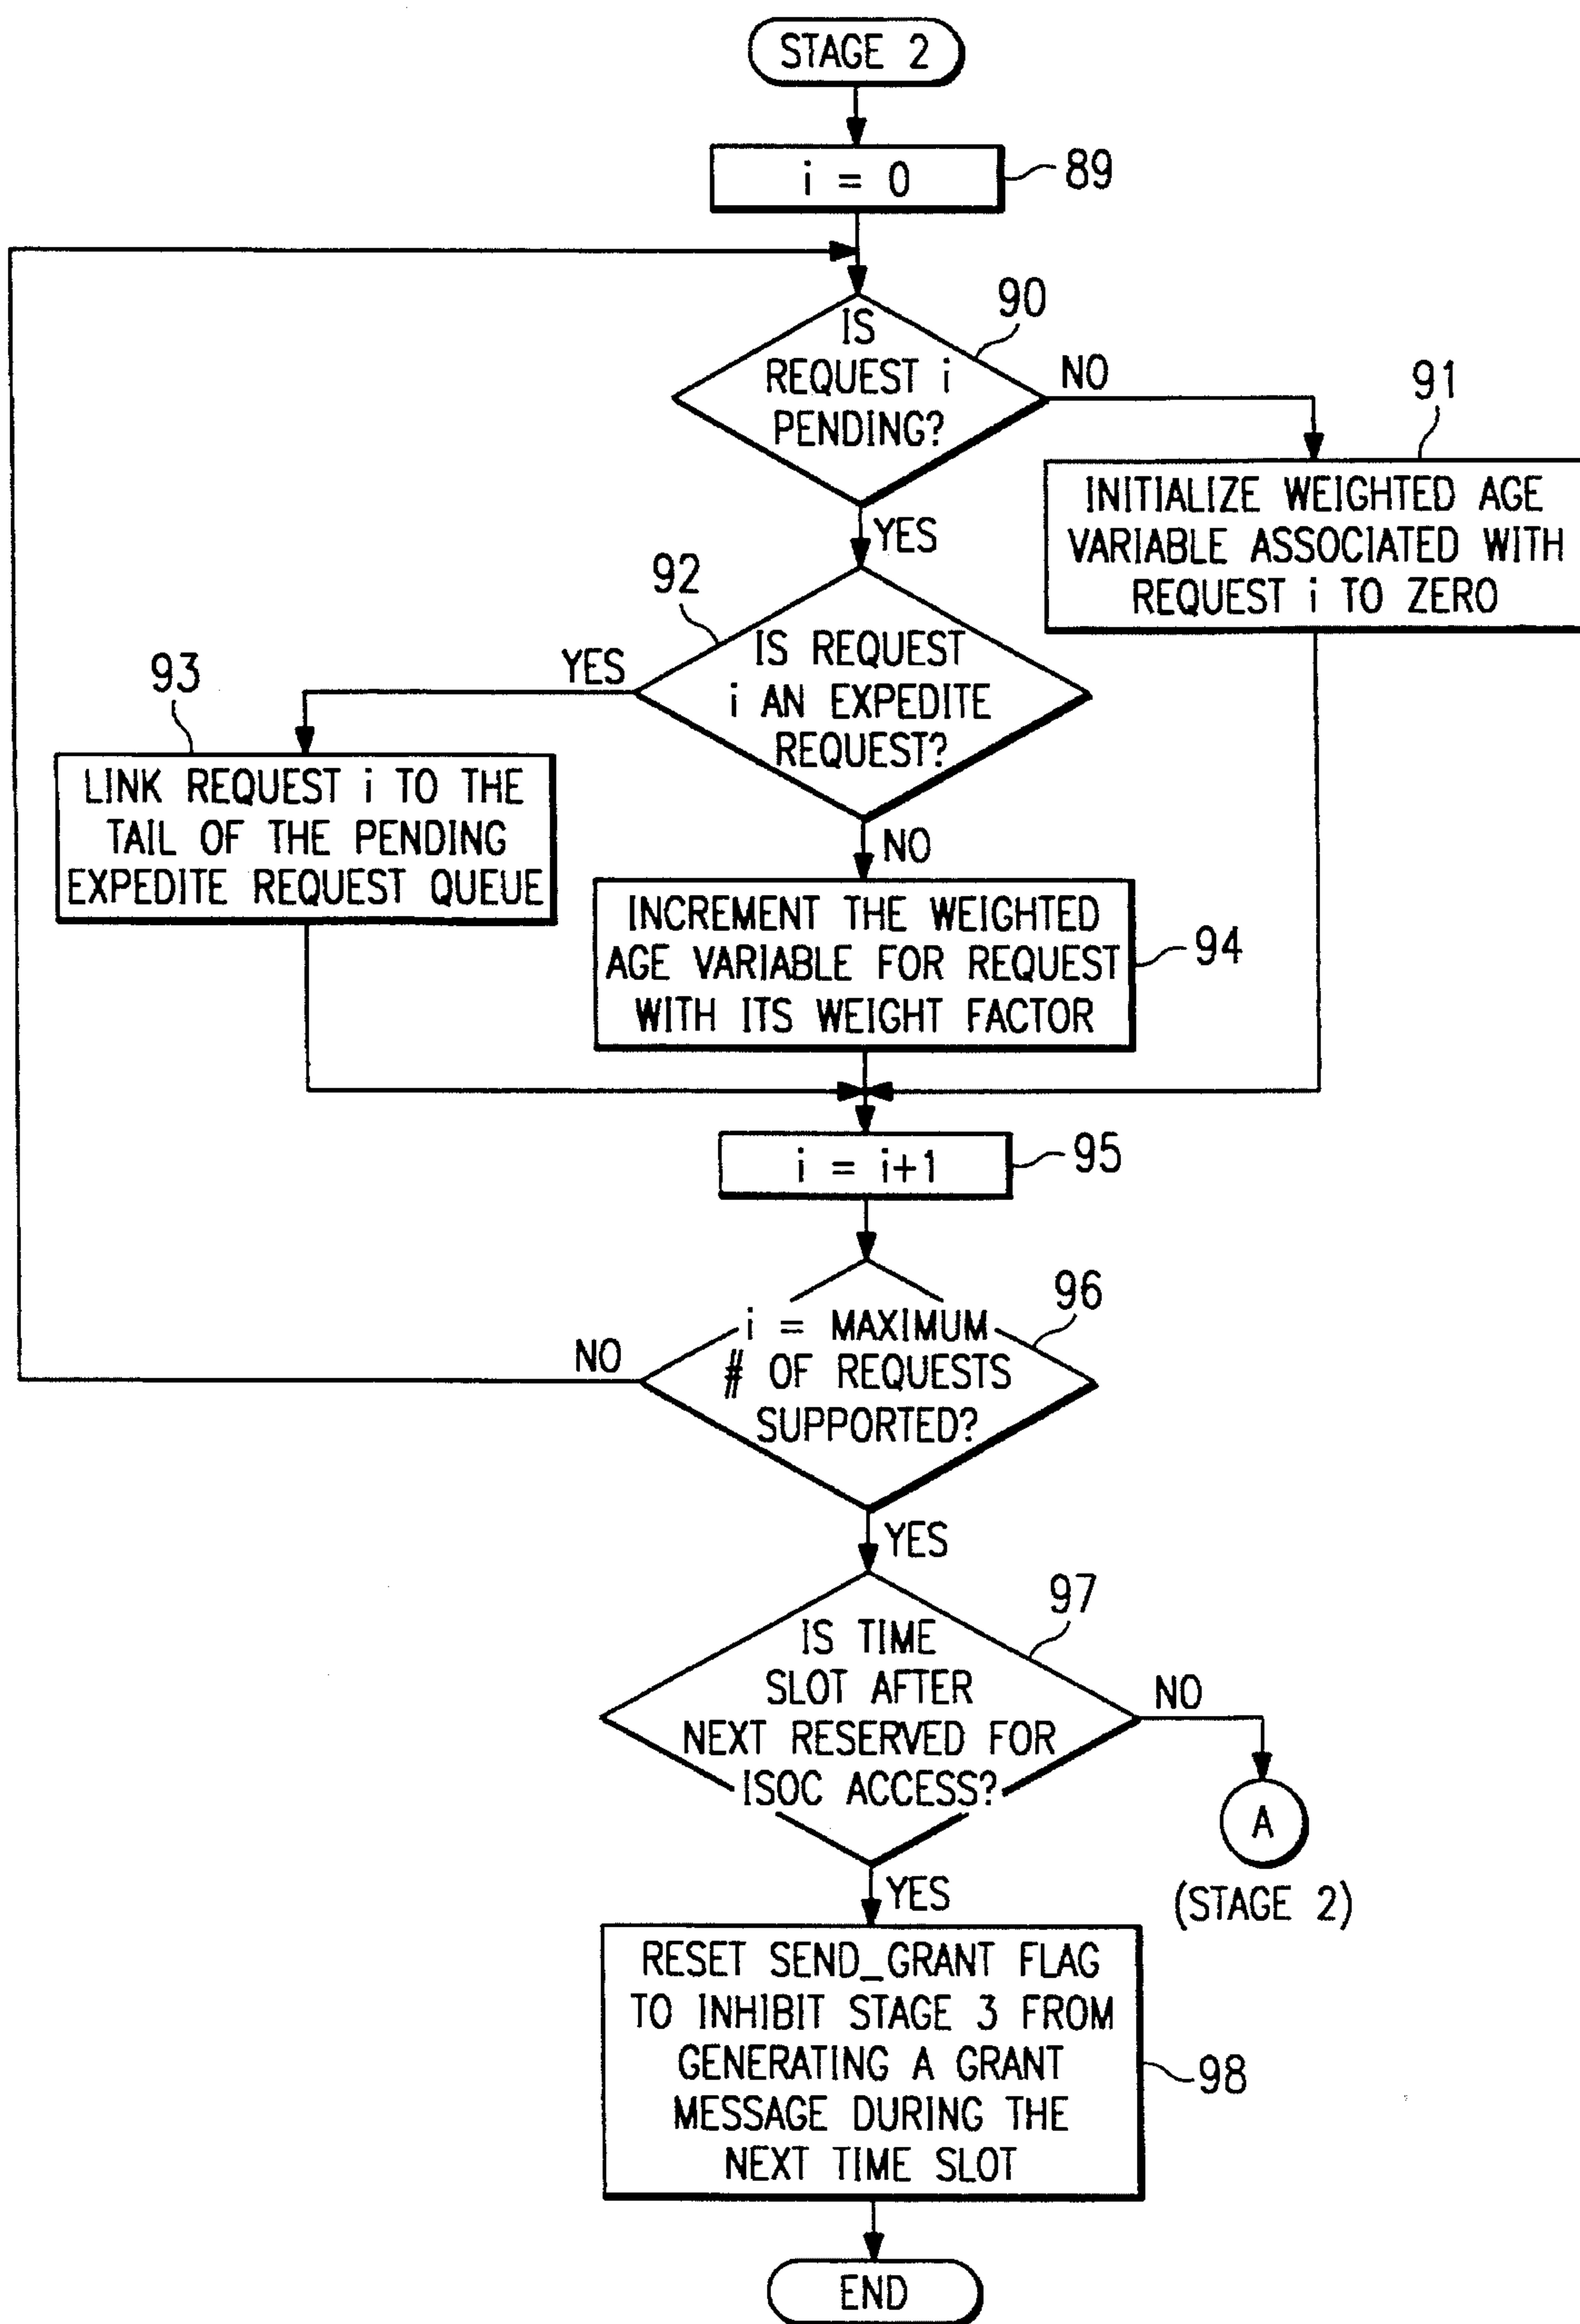 STAGE 2
i = 0
89
90
IS
REQUEST i
PENDING?
NO
91
INITIALIZE WEIGHTED AGE
VARIABLE ASSOCIATED WITH
REQUEST i TO ZERO
YES
92
IS REQUEST
i AN EXPEDITE
REQUEST?
YES
93
LINK REQUEST i TO THE
TAIL OF THE PENDING
EXPEDITE REQUEST QUEUE
NO
INCREMENT THE WEIGHTED
AGE VARIABLE FOR REQUEST
WITH ITS WEIGHT FACTOR
94
i = i+1
95
96
i = MAXIMUM
# OF REQUESTS
SUPPORTED?
NO
YES
97
IS TIME
SLOT AFTER
NEXT RESERVED FOR
ISOC ACCESS?
NO
A
(STAGE 2)
YES
RESET SEND_GRANT FLAG
TO INHIBIT STAGE 3 FROM
GENERATING A GRANT
MESSAGE DURING THE
NEXT TIME SLOT
98
END